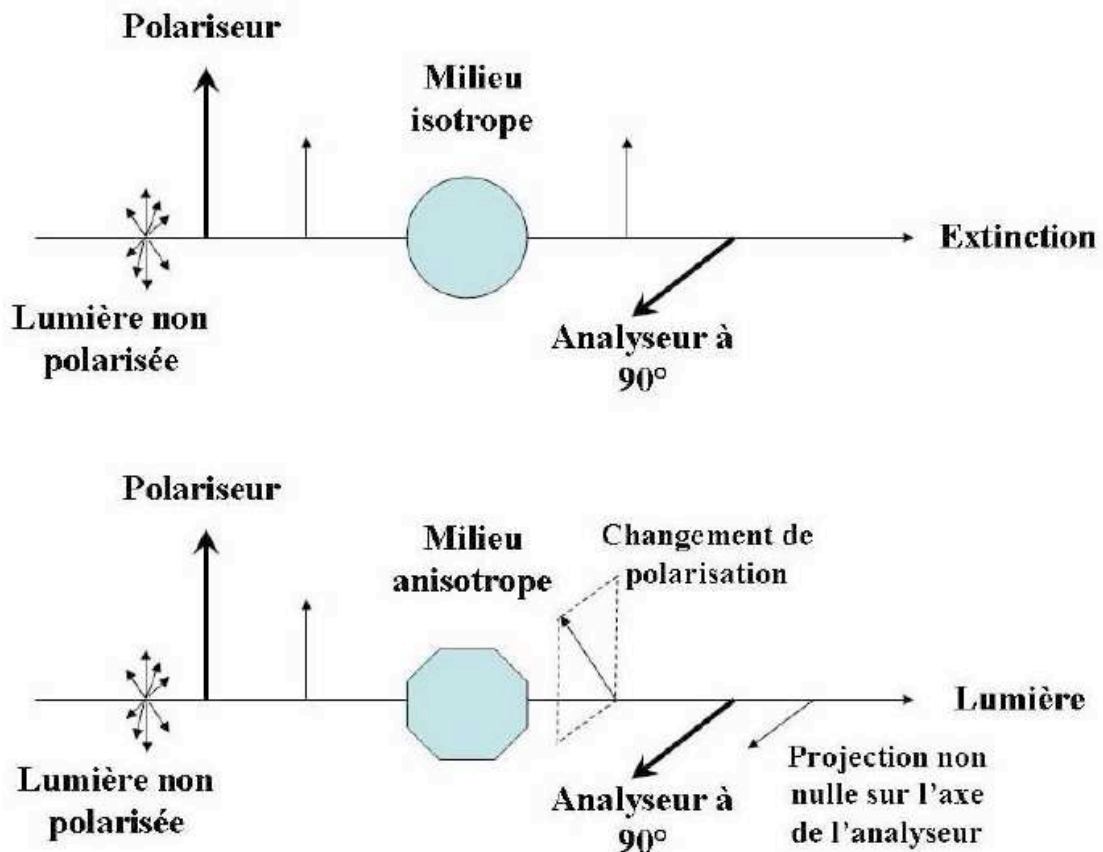 Polariseur
Milieu
isotrope
Extinction
Lumière non
polarisée
Analyseur à
90°
Polariseur
Milieu
anisotrope
Changement de
polarisation
Lumière
Lumière non
polarisée
Analyseur à
90°
Projection non
nulle sur l'axe
de l'analyseur